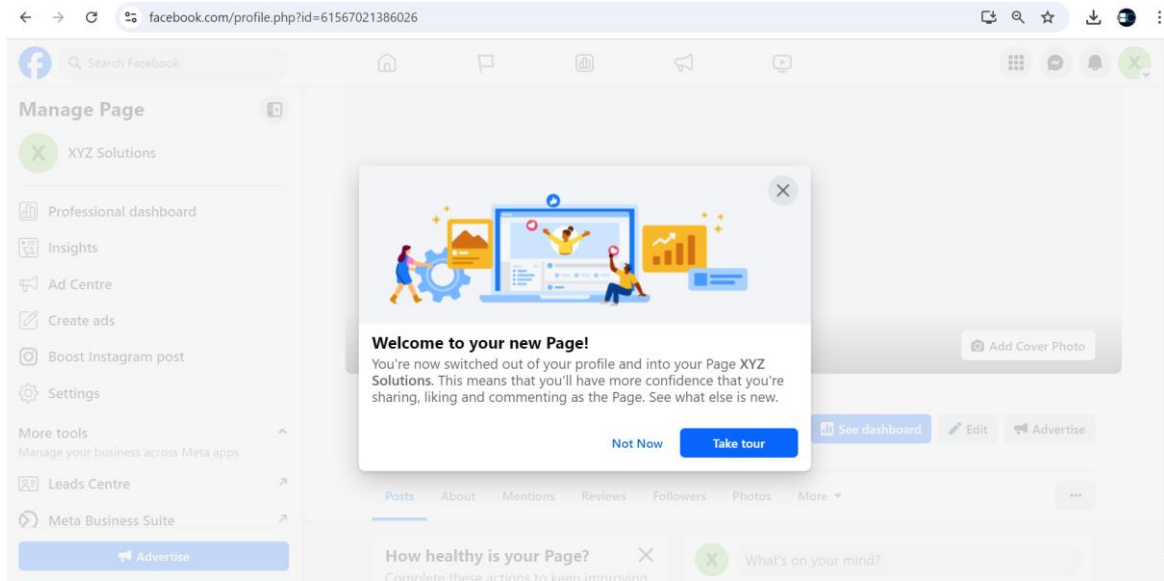 facebook.com/profile.php?id=61567021386026
Search Facebook
Manage Page
X
XYZ Solutions
Professional dashboard
Insights
Ad Centre
Create ads
Boost Instagram post
Settings
More tools
Manage your business across Meta apps
Leads Centre
Meta Business Suite
Advertise
X
Add Cover Photo
Welcome to your new Page!
You're now switched out of your profile and into your Page XYZ
Solutions. This means that you'll have more confidence that you're
sharing, liking and commenting as the Page. See what else is new.
Not Now
Take tour
See dashboard
Edit
Advertise
Posts
About
Mentions
Reviews
Followers
Photos
More
How healthy is your Page?
Complete these actions to keep improving
X
What's on your mind?